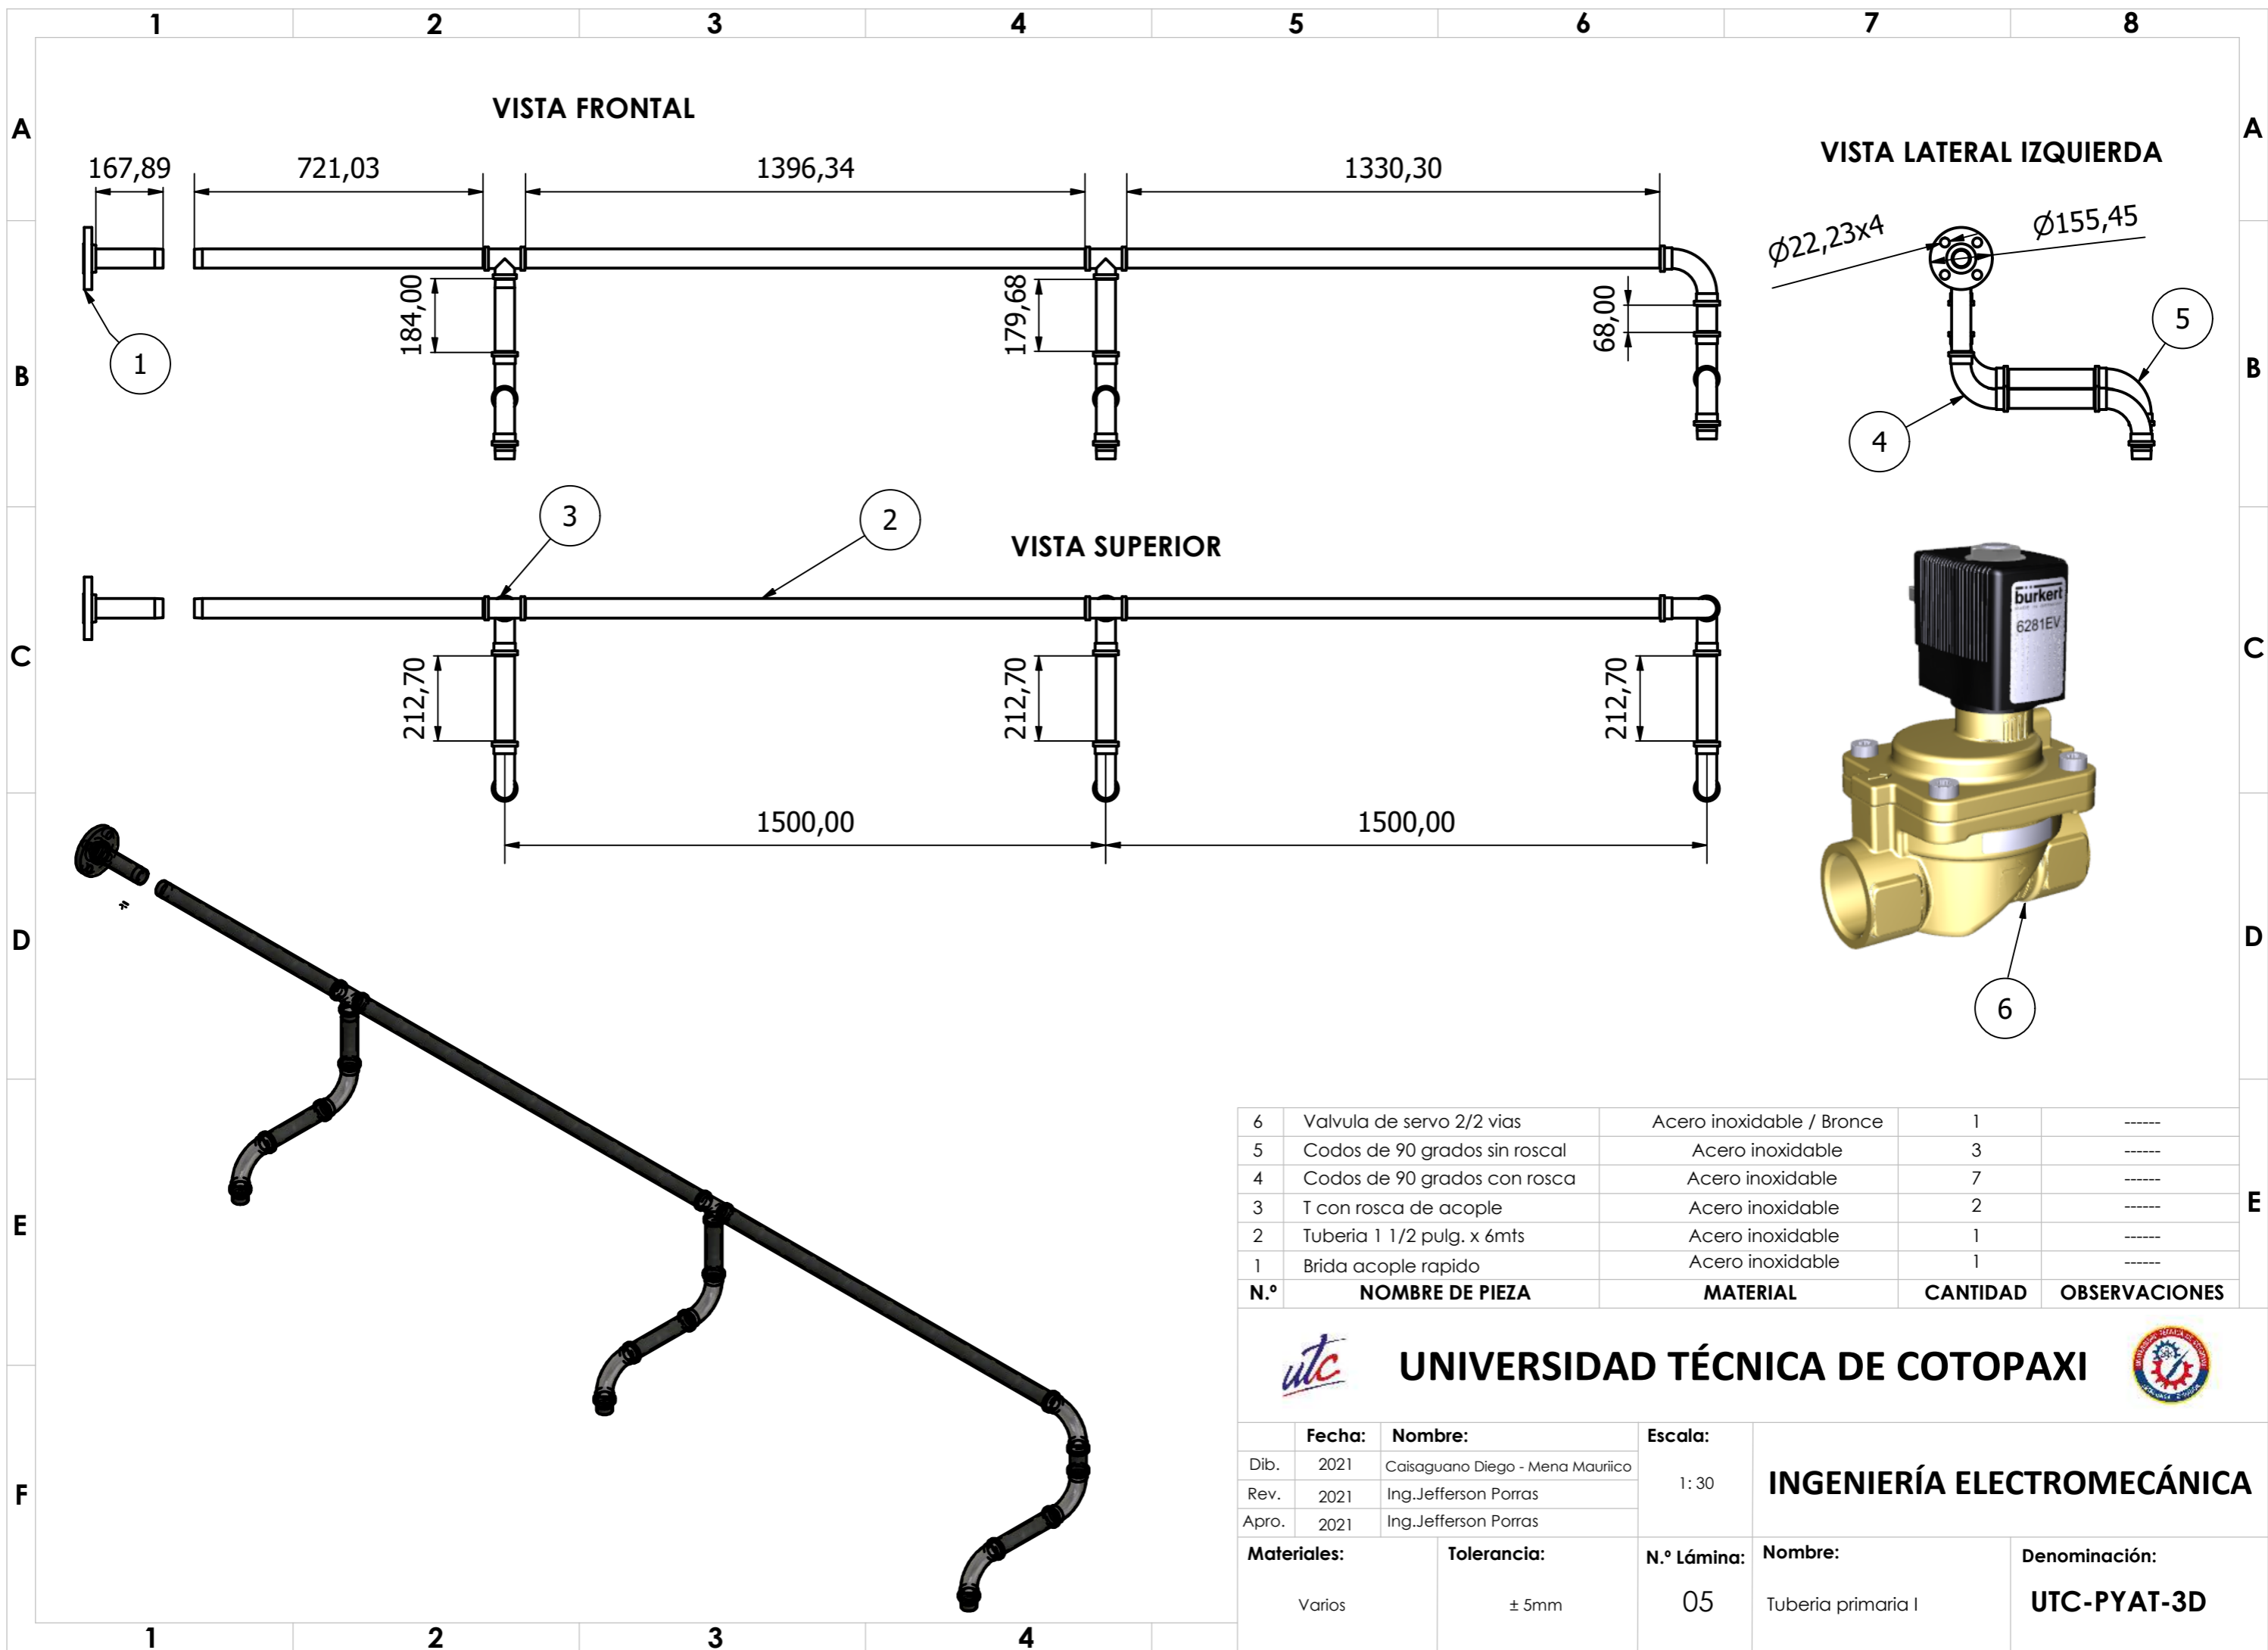 1 2 3 4 5 6 7 8
VISTA FRONTAL
A A
VISTA LATERAL IZQUIERDA
167,89 721,03 1396,34 1330,30
Ø22,23x4 Ø155,45
184,00 179,68 68,00
1 5
B B
4
3 2
VISTA SUPERIOR
burkert
6281EV
C C
212,70 212,70 212,70
1500,00 1500,00
D D
6
6 Valvula de servo 2/2 vias Acero inoxidable / Bronce 1 ------
5 Codos de 90 grados sin roscal Acero inoxidable 3 ------
4 Codos de 90 grados con rosca Acero inoxidable 7 ------
E E
3 T con rosca de acople Acero inoxidable 2 ------
2 Tuberia 1 1/2 pulg. x 6mts Acero inoxidable 1 ------
1 Brida acople rapido Acero inoxidable 1 ------
N.º NOMBRE DE PIEZA MATERIAL CANTIDAD OBSERVACIONES
utc UNIVERSIDAD TÉCNICA DE COTOPAXI
Fecha: Nombre: Escala:
Dib. 2021 Caisaguano Diego - Mena Mauriico
1: 30 INGENIERÍA ELECTROMECÁNICA
F
Rev. 2021 Ing.Jefferson Porras
Apro. 2021 Ing.Jefferson Porras
Materiales: Tolerancia: N.º Lámina: Nombre: Denominación:
Varios ± 5mm 05 Tuberia primaria I UTC-PYAT-3D
1 2 3 4